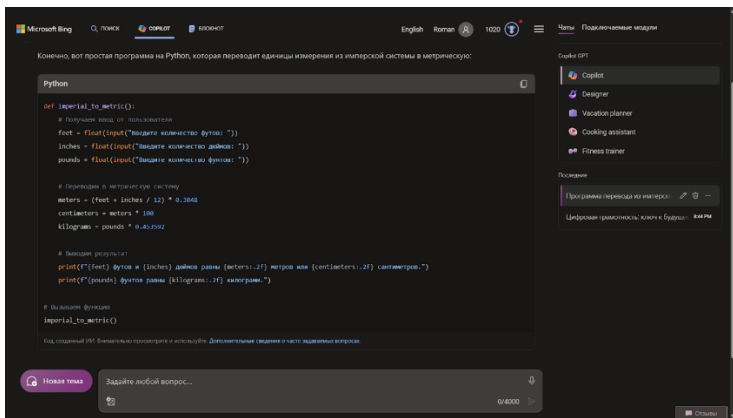 Microsoft Bing
ПОИСК
COPILOT
БЛОКНОТ
English
Roman
1020
Чаты Подключаемые модули
Конечно, вот простая программа на Python, которая переводит единицы измерения из имперской системы в метрическую:
Python
def imperial_to_metric():
# Получаем ввод от пользователя
feet = float(input("Введите количество футов: "))
inches = float(input("Введите количество дюймов: "))
pounds = float(input("Введите количество фунтов: "))
# Переводим в метрическую систему
meters = (feet + inches / 12) * 0.3048
centimeters = meters * 100
kilograms = pounds * 0.453592
# Выводим результат
print(f"{feet} футов и {inches} дюймов равны {meters:.2f} метров или {centimeters:.2f} сантиметров.")
print(f"{pounds} фунтов равны {kilograms:.2f} килограмм.")
# Вызываем функцию
imperial_to_metric()
Код, созданный ИИ. Внимательно просмотрите и используйте. Дополнительные сведения о часто задаваемых вопросах.
Новая тема
Задайте любой вопрос...
0/4000
Copilot GPT
Copilot
Designer
Vacation planner
Cooking assistant
Fitness trainer
Последние
Программа перевода из имперск
Цифровая грамотность: ключ к будущ 8:44 PM
Отзывы